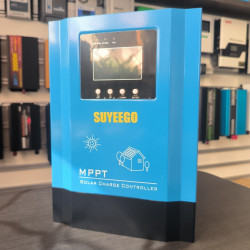 SUYEEGO
MPPT
SOLAR CHARGE CONTROLLER